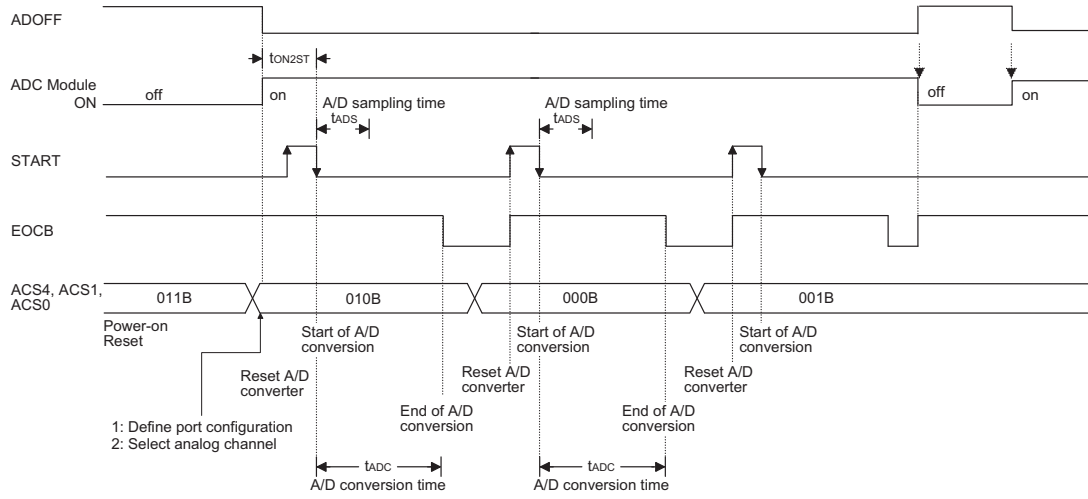 ADOFF
tON2ST
ADC Module
ON
off
on
off
on
A/D sampling time
tADS
A/D sampling time
tADS
START
EOCB
ACS4, ACS1,
ACS0
011B
010B
000B
001B
Power-on
Reset
Start of A/D
conversion
Start of A/D
conversion
Start of A/D
conversion
Reset A/D
converter
Reset A/D
converter
Reset A/D
converter
End of A/D
conversion
End of A/D
conversion
1: Define port configuration
2: Select analog channel
tADC
A/D conversion time
tADC
A/D conversion time